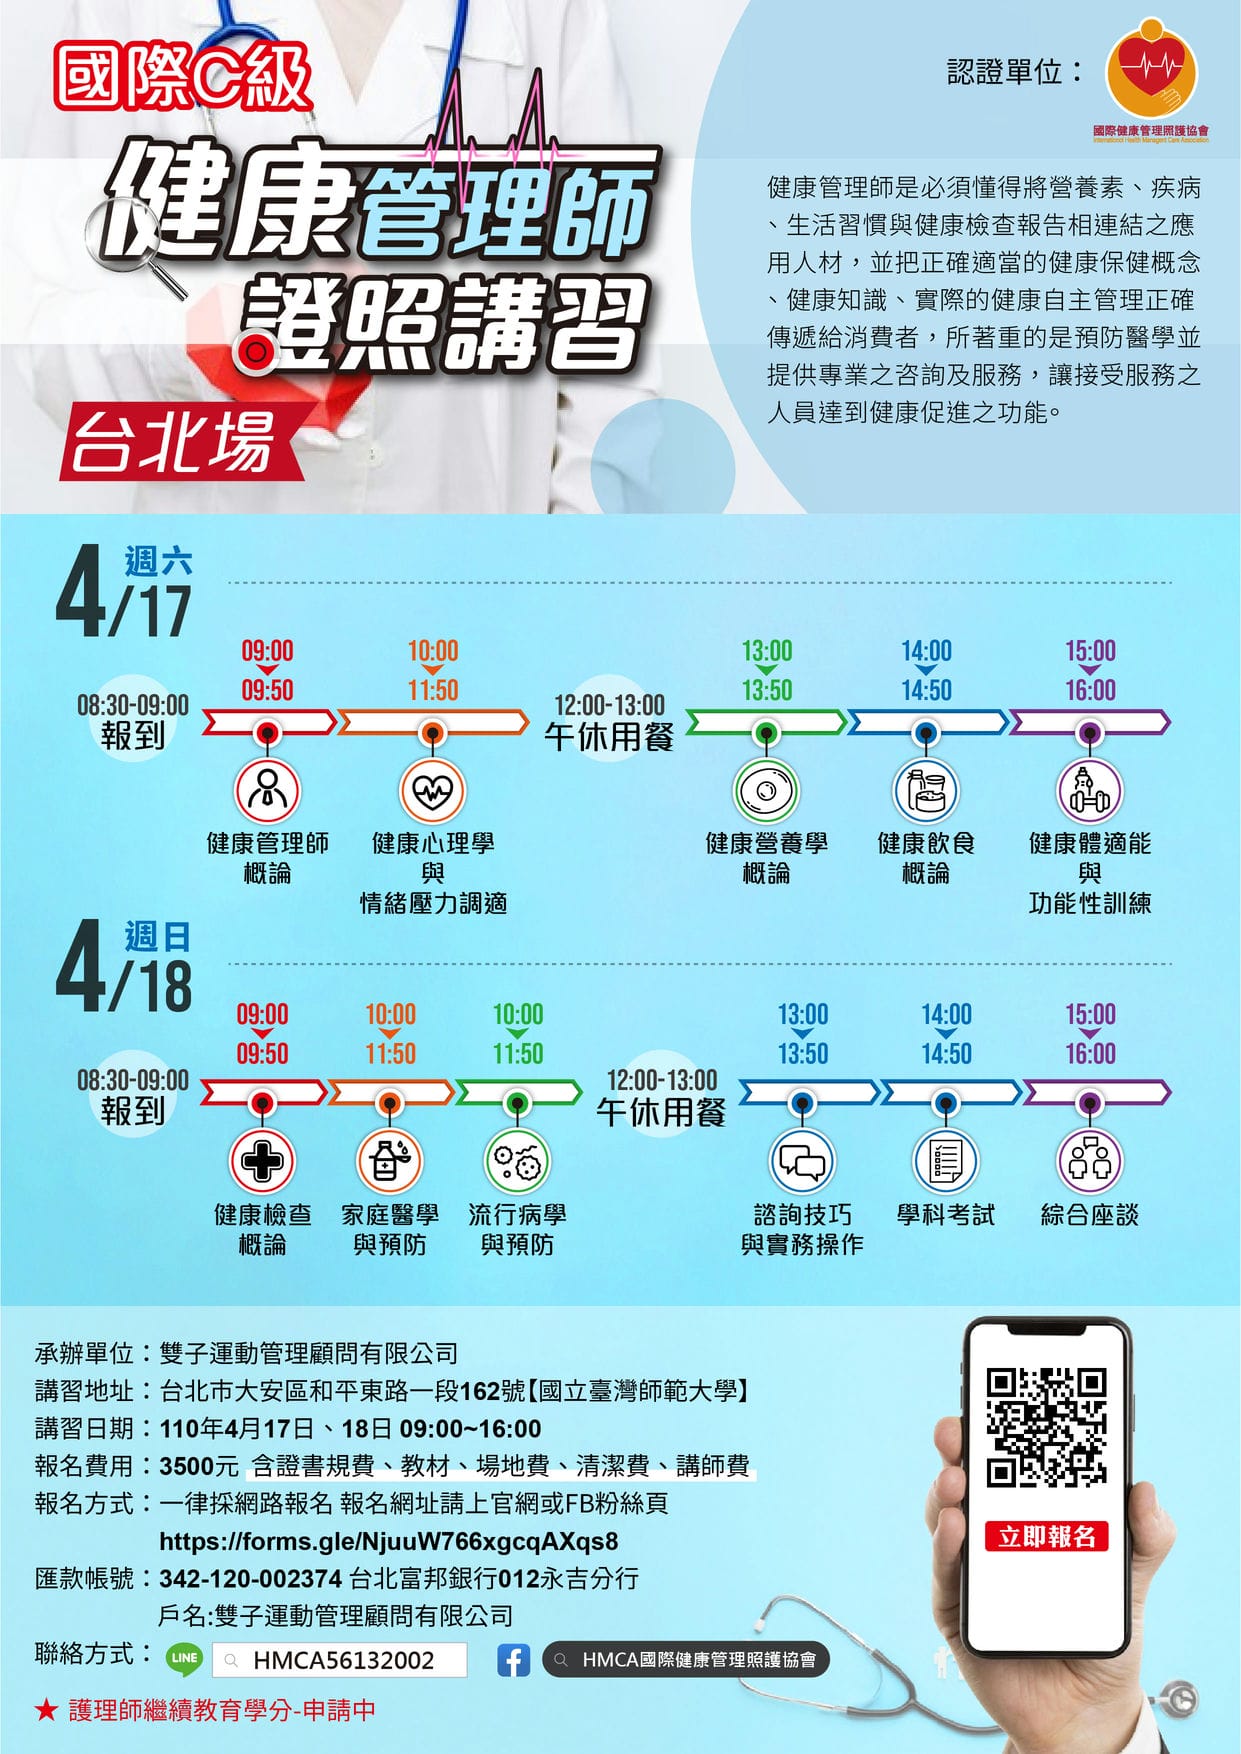 國際C級
健康管理師
證照講習
台北場
認證單位：
國際健康管理照護協會
International Health Managent Care Association
健康管理師是必須懂得將營養素、疾病
、生活習慣與健康檢查報告相連結之應
用人材，並把正確適當的健康保健概念
、健康知識、實際的健康自主管理正確
傳遞給消費者，所著重的是預防醫學並
提供專業之咨詢及服務，讓接受服務之
人員達到健康促進之功能。
4/17
週六
08:30-09:00
報到
09:00
09:50
健康管理師
概論
10:00
11:50
健康心理學
與
情緒壓力調適
12:00-13:00
午休用餐
13:00
13:50
健康營養學
概論
14:00
14:50
健康飲食
概論
15:00
16:00
健康體適能
與
功能性訓練
4/18
週日
08:30-09:00
報到
09:00
09:50
健康檢查
概論
10:00
11:50
家庭醫學
與預防
10:00
11:50
流行病學
與預防
12:00-13:00
午休用餐
13:00
13:50
諮詢技巧
與實務操作
14:00
14:50
學科考試
15:00
16:00
綜合座談
承辦單位：雙子運動管理顧問有限公司
講習地址：台北市大安區和平東路一段162號【國立臺灣師範大學】
講習日期：110年4月17日、18日 09:00~16:00
報名費用：3500元 含證書規費、教材、場地費、清潔費、講師費
報名方式：一律採網路報名 報名網址請上官網或FB粉絲頁
https://forms.gle/NjuuW766xgcqAXqs8
匯款帳號：342-120-002374 台北富邦銀行012永吉分行
戶名:雙子運動管理顧問有限公司
聯絡方式： LINE HMCA56132002 f HMCA國際健康管理照護協會
★ 護理師繼續教育學分-申請中
立即報名